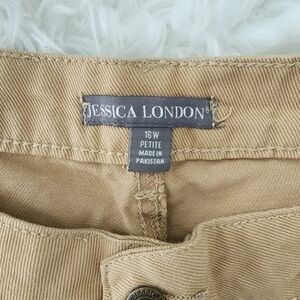 JESSICA LONDON®
16W
PETITE
MADE IN
PAKISTAN